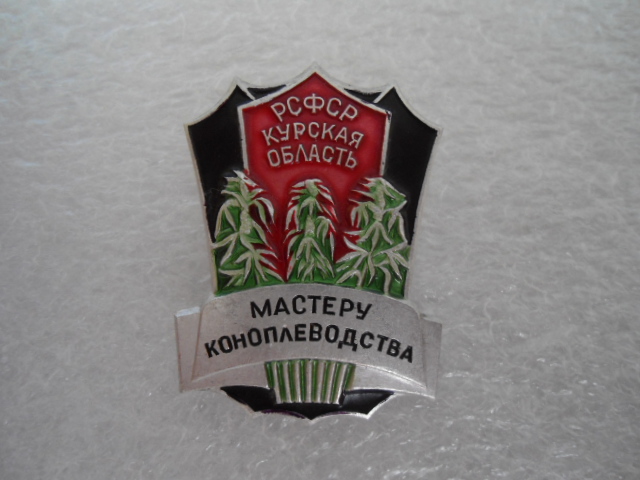 РСФСР
КУРСКАЯ
ОБЛАСТЬ
МАСТЕРУ
КОНОПЛЕВОДСТВА